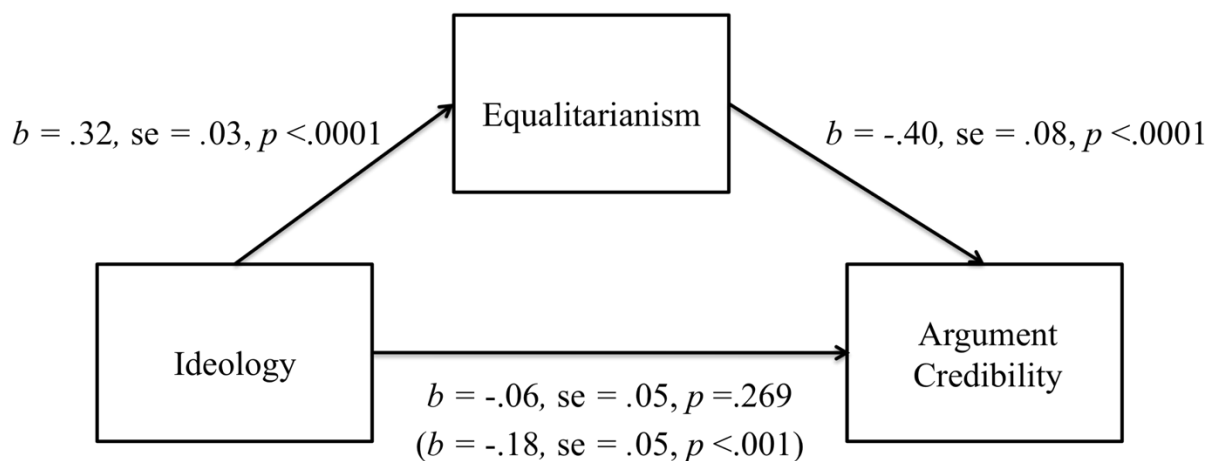 Equalitarianism
b = .32, se = .03, p <.0001
b = -.40, se = .08, p <.0001
Ideology
Argument
Credibility
b = -.06, se = .05, p =.269
(b = -.18, se = .05, p <.001)